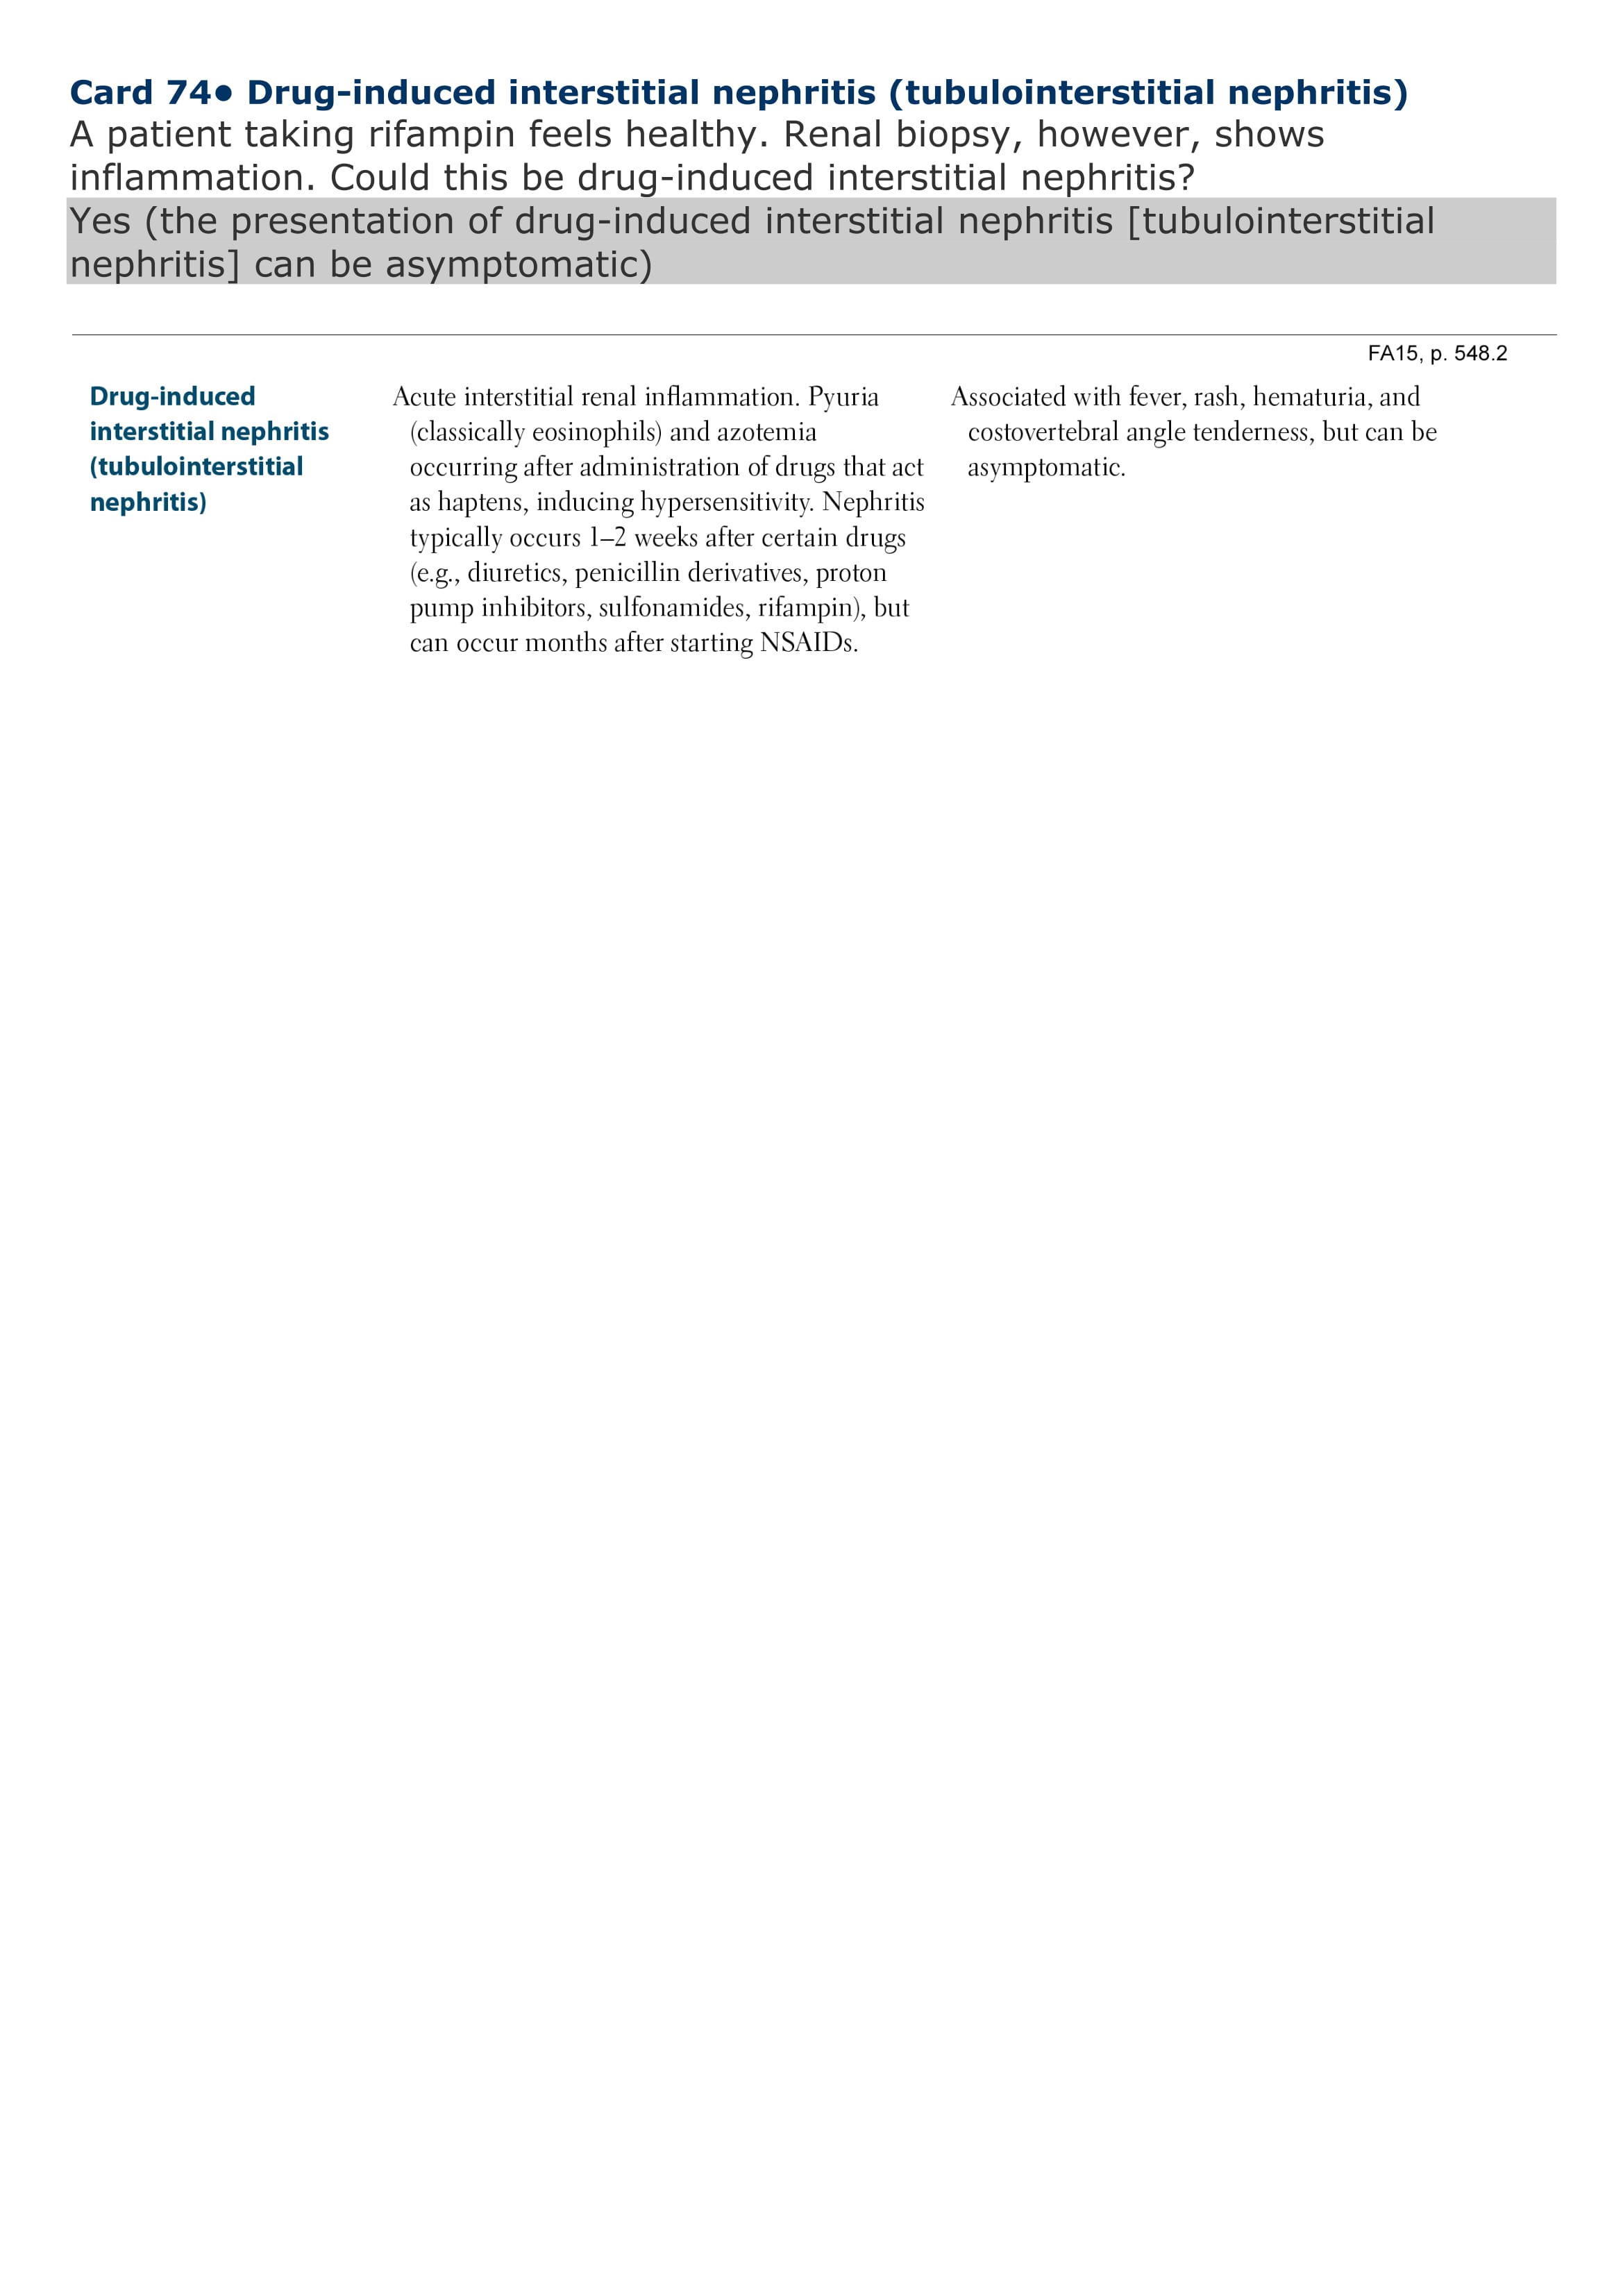 Card 74● Drug-induced interstitial nephritis (tubulointerstitial nephritis)
A patient taking rifampin feels healthy. Renal biopsy, however, shows
inflammation. Could this be drug-induced interstitial nephritis?
Yes (the presentation of drug-induced interstitial nephritis [tubulointerstitial
nephritis] can be asymptomatic)
FA15, p. 548.2
Drug-induced
interstitial nephritis
(tubulointerstitial
nephritis)
Acute interstitial renal inflammation. Pyuria
(classically eosinophils) and azotemia
occurring after administration of drugs that act
as haptens, inducing hypersensitivity. Nephritis
typically occurs 1–2 weeks after certain drugs
(e.g., diuretics, penicillin derivatives, proton
pump inhibitors, sulfonamides, rifampin), but
can occur months after starting NSAIDs.
Associated with fever, rash, hematuria, and
costovertebral angle tenderness, but can be
asymptomatic.